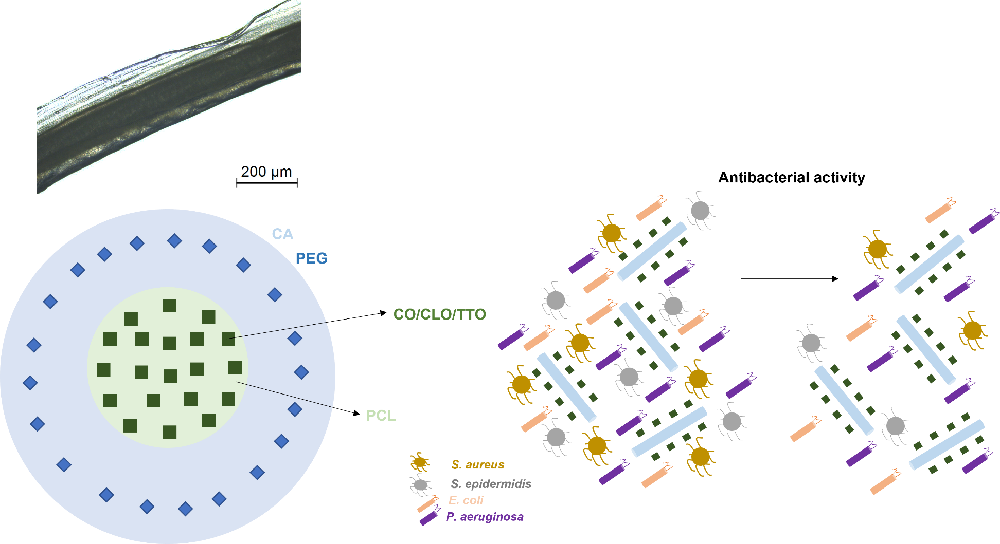 200 µm
Antibacterial activity
CA
PEG
CO/CLO/TTO
PCL
S. aureus
S. epidermidis
E. coli
P. aeruginosa